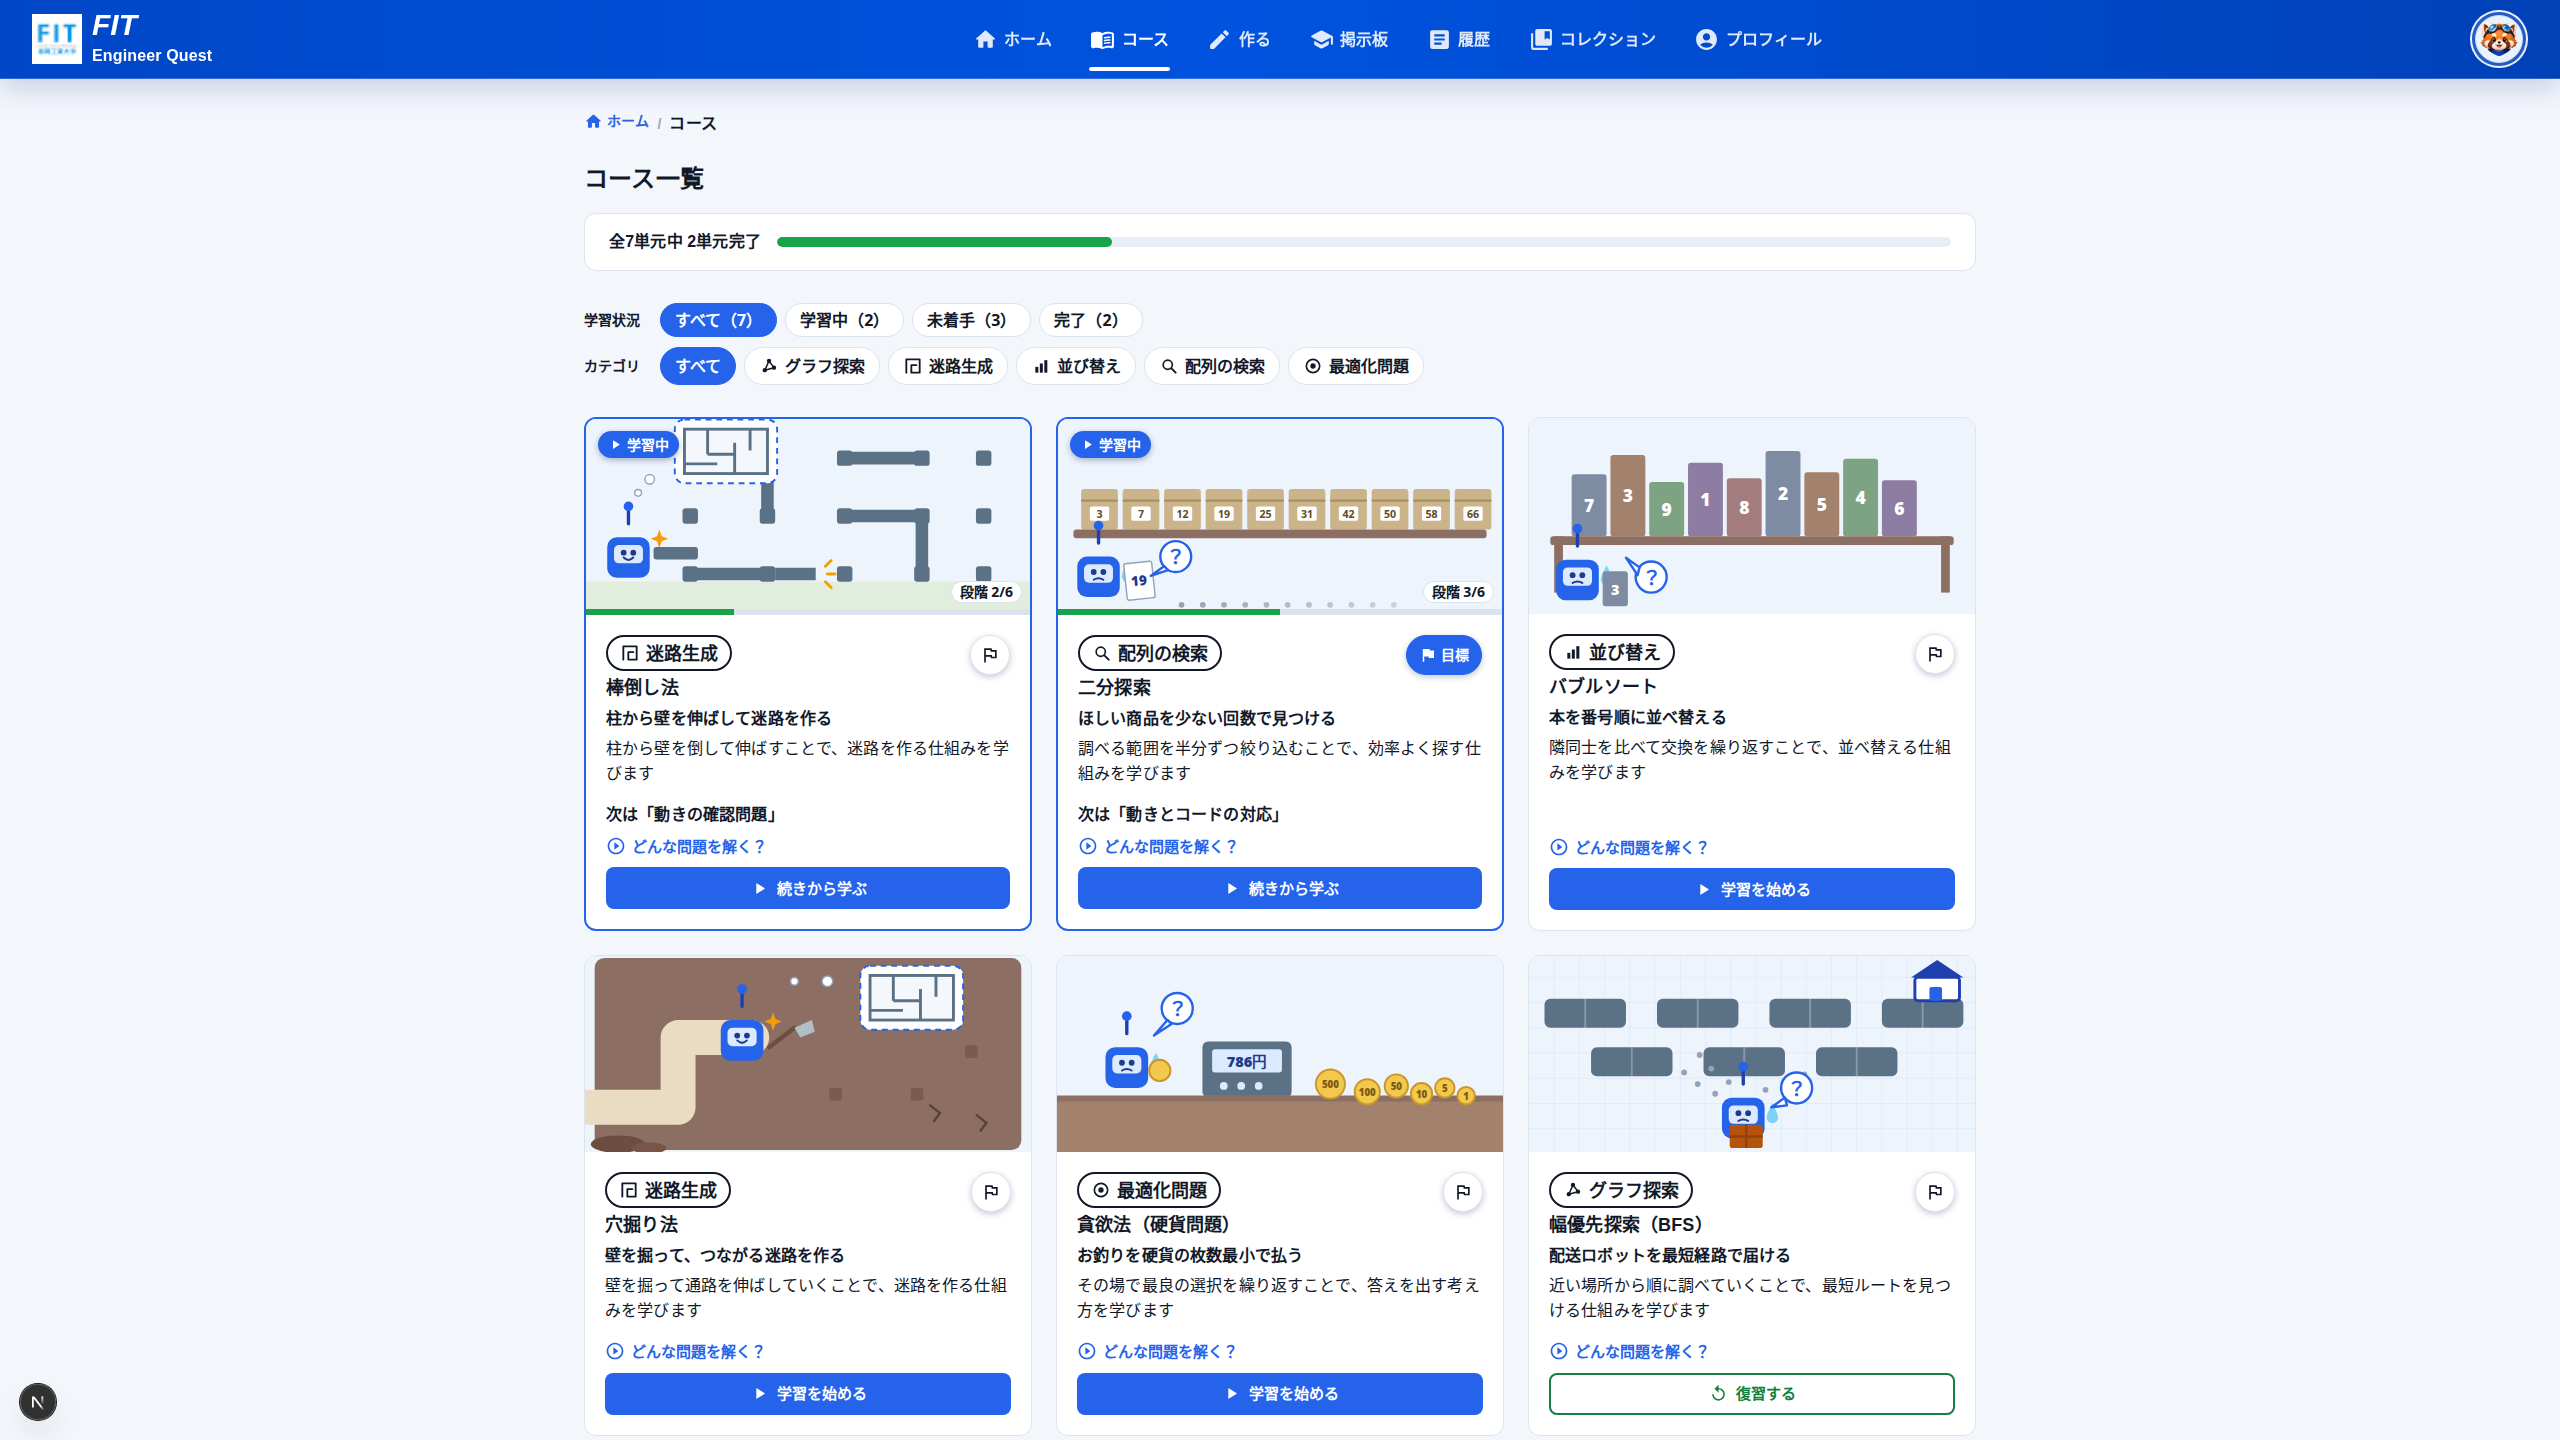 FIT
FIT
Engineer Quest
ホーム
コース
作る
掲示板
履歴
コレクション
プロフィール
ホーム / コース
コース一覧
全7単元中 2単元完了
学習状況
すべて（7）
学習中（2）
未着手（3）
完了（2）
カテゴリ
すべて
グラフ探索
迷路生成
並び替え
配列の検索
最適化問題
学習中
段階 2/6
迷路生成
棒倒し法
柱から壁を伸ばして迷路を作る
柱から壁を倒して伸ばすことで、迷路を作る仕組みを学
びます
次は「動きの確認問題」
どんな問題を解く？
続きから学ぶ
学習中
3 7 12 19 25 31 42 50 58 66
?
19
段階 3/6
配列の検索
目標
二分探索
ほしい商品を少ない回数で見つける
調べる範囲を半分ずつ絞り込むことで、効率よく探す仕
組みを学びます
次は「動きとコードの対応」
どんな問題を解く？
続きから学ぶ
7 3 9 1 8 2 5 4 6
?
3
並び替え
バブルソート
本を番号順に並べ替える
隣同士を比べて交換を繰り返すことで、並べ替える仕組
みを学びます
どんな問題を解く？
学習を始める
迷路生成
穴掘り法
壁を掘って、つながる迷路を作る
壁を掘って通路を伸ばしていくことで、迷路を作る仕組
みを学びます
どんな問題を解く？
学習を始める
?
786円
500 100 50 10 5 1
最適化問題
貪欲法（硬貨問題）
お釣りを硬貨の枚数最小で払う
その場で最良の選択を繰り返すことで、答えを出す考え
方を学びます
どんな問題を解く？
学習を始める
?
グラフ探索
幅優先探索（BFS）
配送ロボットを最短経路で届ける
近い場所から順に調べていくことで、最短ルートを見つ
ける仕組みを学びます
どんな問題を解く？
復習する
N